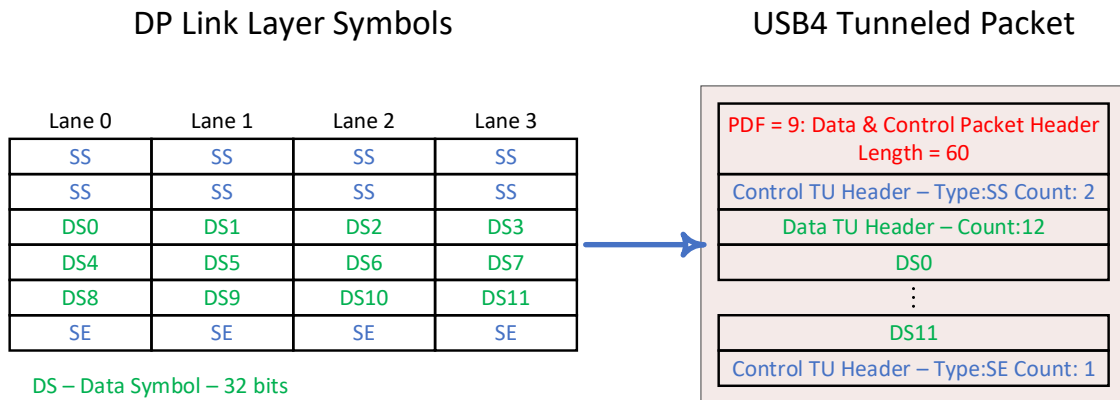 DP Link Layer Symbols
USB4 Tunneled Packet
Lane 0 Lane 1 Lane 2 Lane 3
SS SS SS SS
SS SS SS SS
DS0 DS1 DS2 DS3
DS4 DS5 DS6 DS7
DS8 DS9 DS10 DS11
SE SE SE SE
DS – Data Symbol – 32 bits
PDF = 9: Data & Control Packet Header
Length = 60
Control TU Header – Type:SS Count: 2
Data TU Header – Count:12
DS0
⋮
DS11
Control TU Header – Type:SE Count: 1